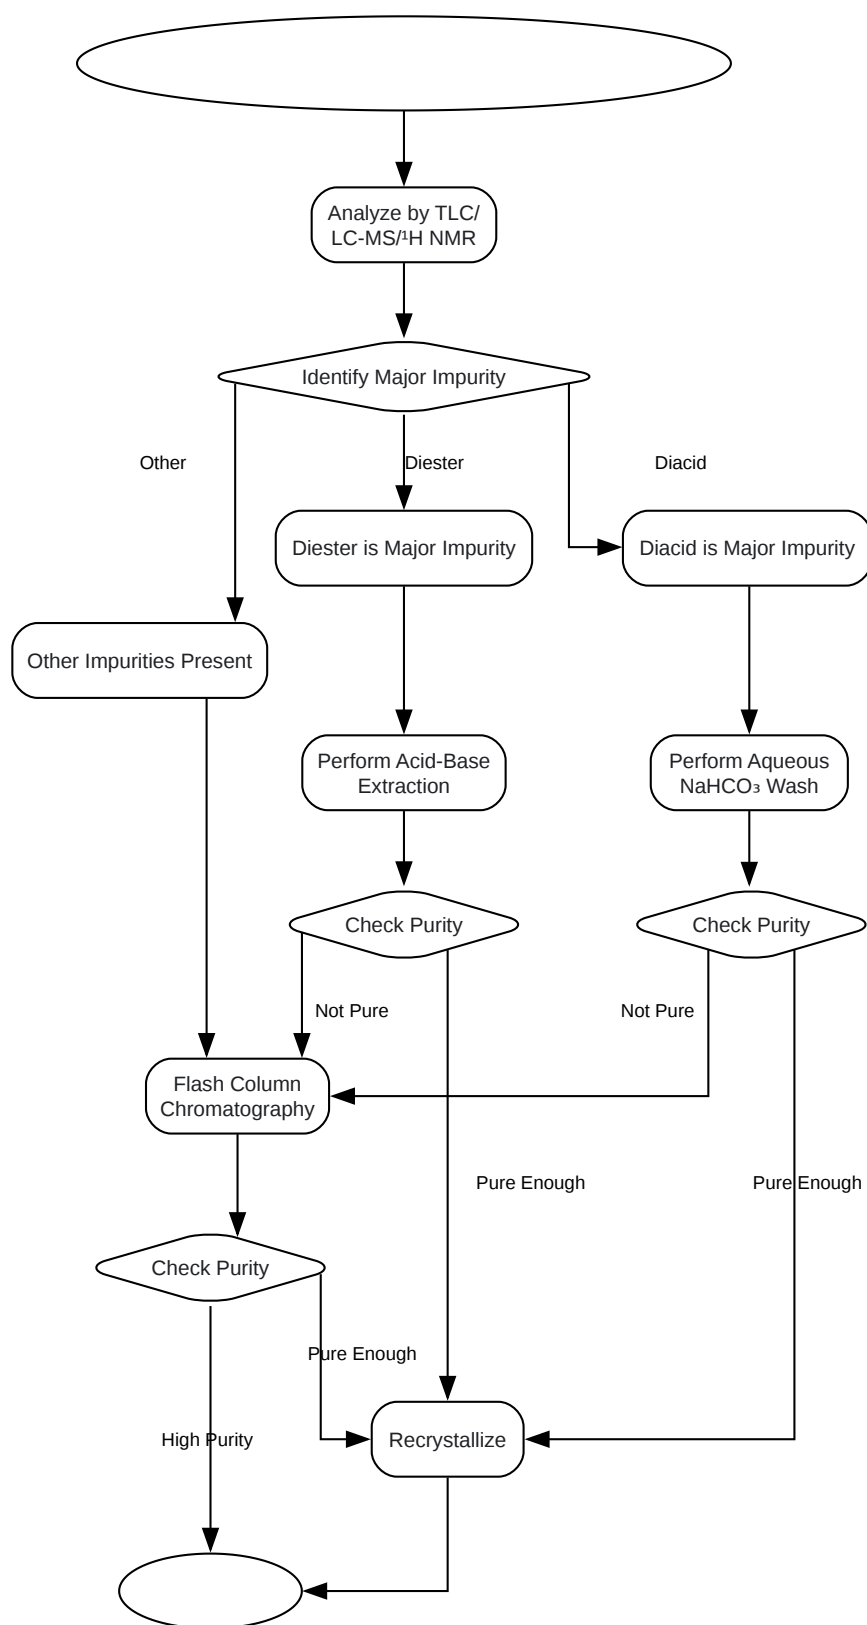 Analyze by TLC/
LC-MS/¹H NMR
Identify Major Impurity
Other
Diester
Diacid
Diester is Major Impurity
Diacid is Major Impurity
Other Impurities Present
Perform Acid-Base
Extraction
Perform Aqueous
NaHCO₃ Wash
Check Purity
Check Purity
Not Pure
Not Pure
Flash Column
Chromatography
Pure Enough
Pure Enough
Check Purity
Pure Enough
High Purity
Recrystallize